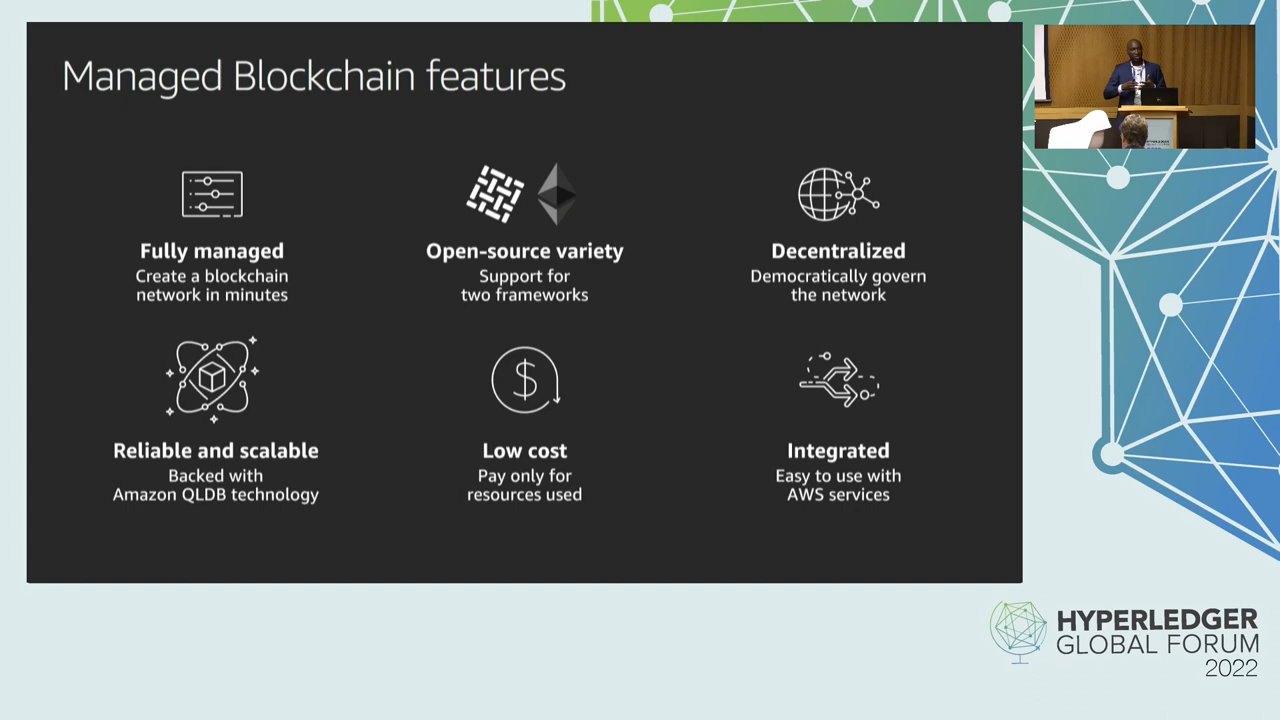 Managed Blockchain features
Fully managed
Create a blockchain
network in minutes
Open-source variety
Support for
two frameworks
Decentralized
Democratically govern
the network
Reliable and scalable
Backed with
Amazon QLDB technology
Low cost
Pay only for
resources used
Integrated
Easy to use with
AWS services
HYPERLEDGER
GLOBAL FORUM
2022